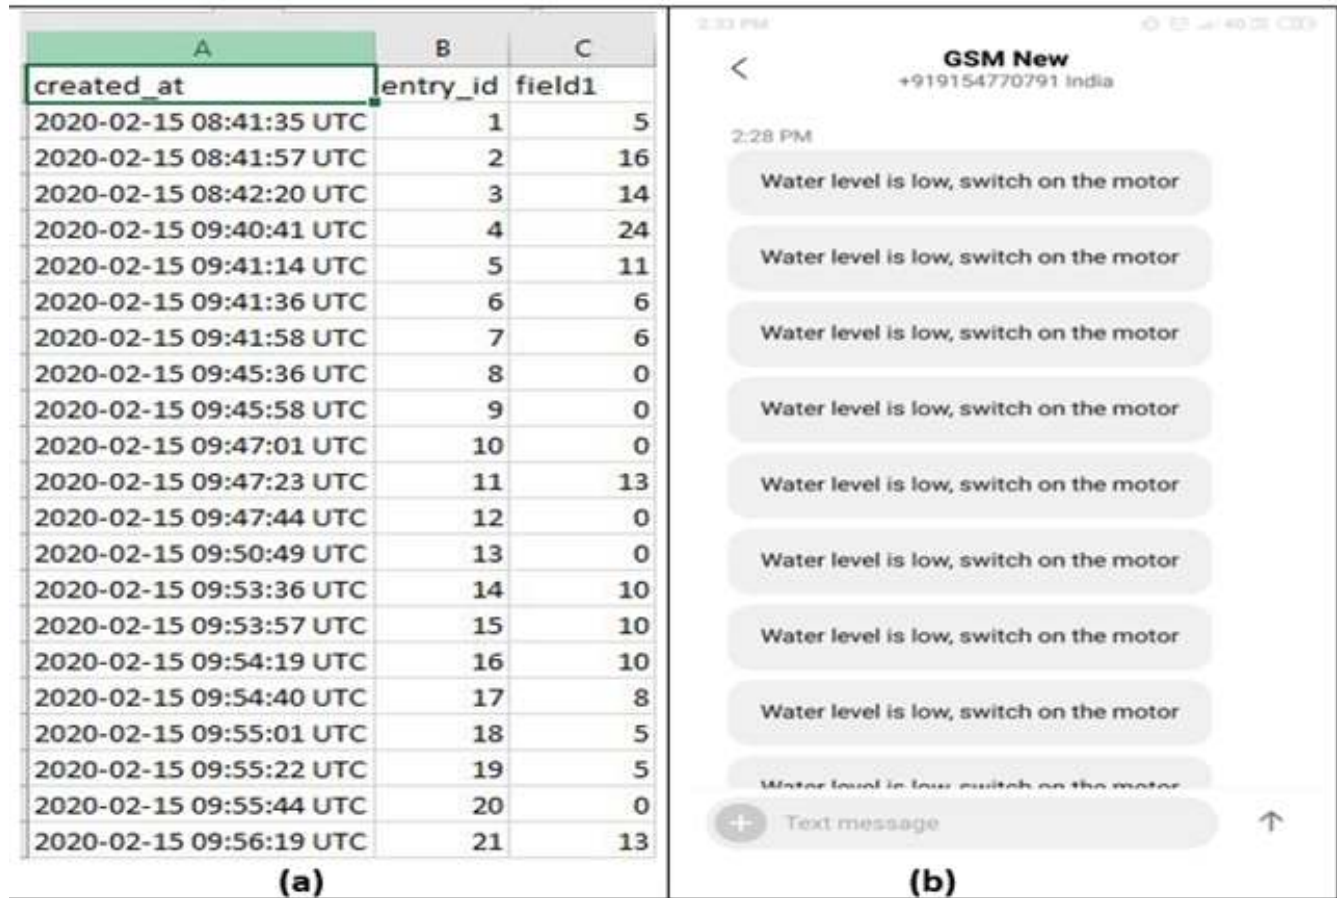 A B C
created_at entry_id field1
2020-02-15 08:41:35 UTC 1 5
2020-02-15 08:41:57 UTC 2 16
2020-02-15 08:42:20 UTC 3 14
2020-02-15 09:40:41 UTC 4 24
2020-02-15 09:41:14 UTC 5 11
2020-02-15 09:41:36 UTC 6 6
2020-02-15 09:41:58 UTC 7 6
2020-02-15 09:45:36 UTC 8 0
2020-02-15 09:45:58 UTC 9 0
2020-02-15 09:47:01 UTC 10 0
2020-02-15 09:47:23 UTC 11 13
2020-02-15 09:47:44 UTC 12 0
2020-02-15 09:50:49 UTC 13 0
2020-02-15 09:53:36 UTC 14 10
2020-02-15 09:53:57 UTC 15 10
2020-02-15 09:54:19 UTC 16 10
2020-02-15 09:54:40 UTC 17 8
2020-02-15 09:55:01 UTC 18 5
2020-02-15 09:55:22 UTC 19 5
2020-02-15 09:55:44 UTC 20 0
2020-02-15 09:56:19 UTC 21 13
(a)
2:33 PM
GSM New
+919154770791 India
2:28 PM
Water level is low, switch on the motor
Water level is low, switch on the motor
Water level is low, switch on the motor
Water level is low, switch on the motor
Water level is low, switch on the motor
Water level is low, switch on the motor
Water level is low, switch on the motor
Water level is low, switch on the motor
Water level is low, switch on the motor
Text message
(b)